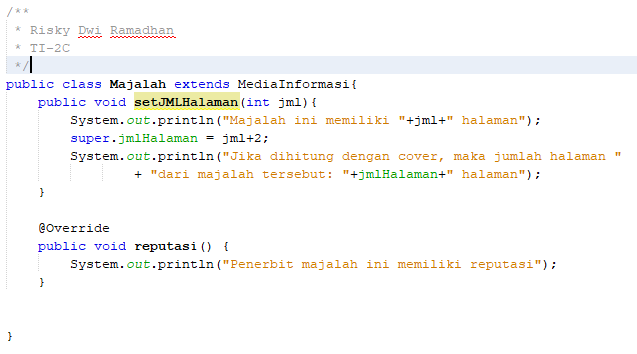 /**
 * Risky Dwi Ramadhan
 * TI-2C
 */
public class Majalah extends MediaInformasi{
    public void setJMLHalaman(int jml){
        System.out.println("Majalah ini memiliki "+jml+" halaman");
        super.jmlHalaman = jml+2;
        System.out.println("Jika dihitung dengan cover, maka jumlah halaman "
                + "dari majalah tersebut: "+jmlHalaman+" halaman");
    }
    @Override
    public void reputasi() {
        System.out.println("Penerbit majalah ini memiliki reputasi");
    }
}